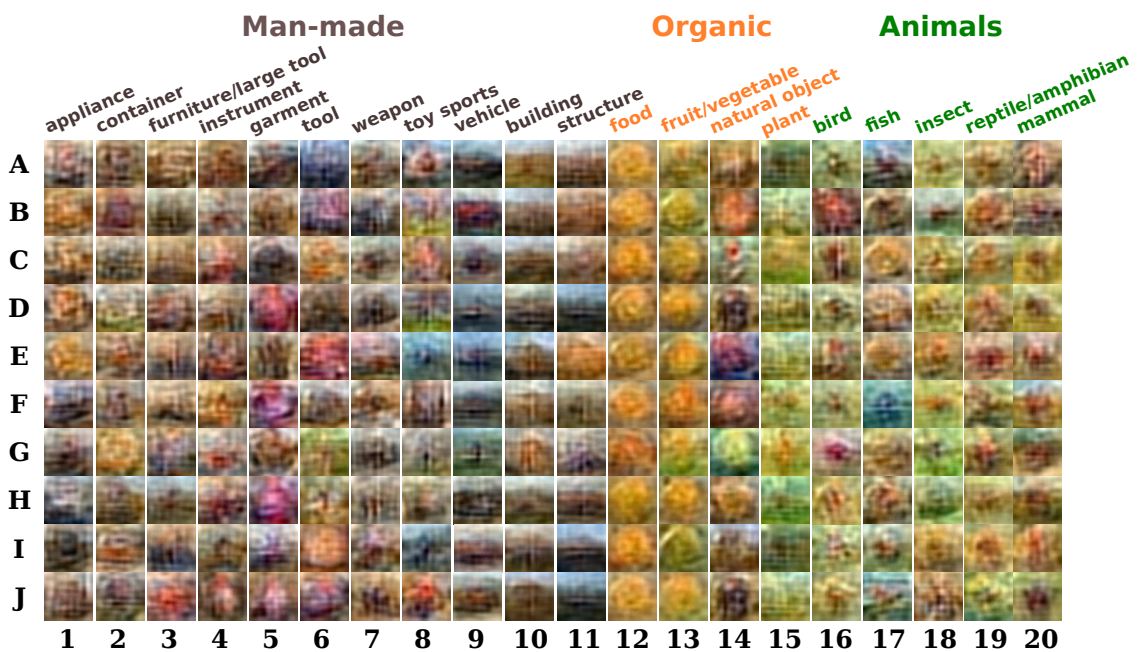 Man-made Organic Animals
appliance
container
furniture/large tool
instrument
garment
tool
weapon
toy sports
vehicle
building
structure
food
fruit/vegetable
natural object
plant
bird
fish
insect
reptile/amphibian
mammal
A
B
C
D
E
F
G
H
I
J
1 2 3 4 5 6 7 8 9 10 11 12 13 14 15 16 17 18 19 20